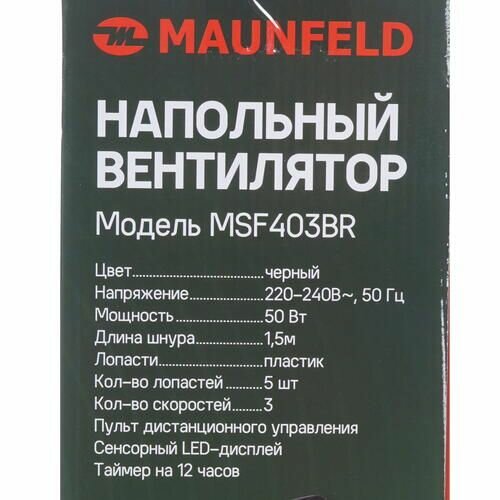 MAUNFELD
НАПОЛЬНЫЙ
ВЕНТИЛЯТОР
Модель MSF403BR
Цвет......................черный
Напряжение............220–240В~, 50 Гц
Мощность................50 Вт
Длина шнура...........1,5м
Лопасти..................пластик
Кол-во лопастей......5 шт
Кол-во скоростей.....3
Пульт дистанционного управления
Сенсорный LED-дисплей
Таймер на 12 часов